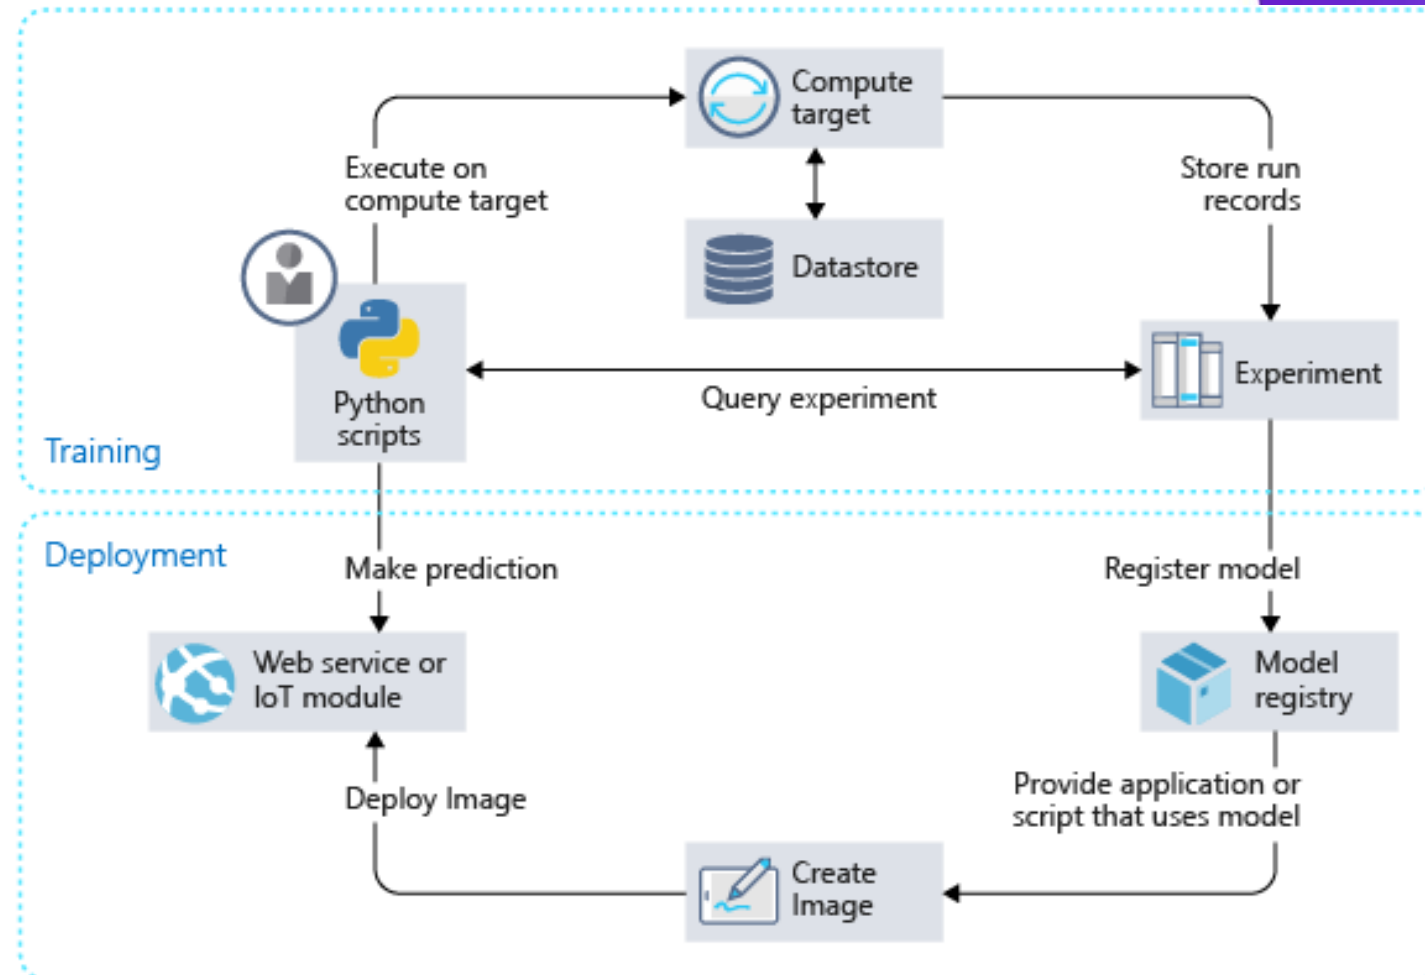 Compute
target
Execute on
compute target
Store run
records
Datastore
Python
scripts
Query experiment
Experiment
Training
Deployment
Make prediction
Register model
Web service or
IoT module
Model
registry
Deploy Image
Provide application or
script that uses model
Create
Image